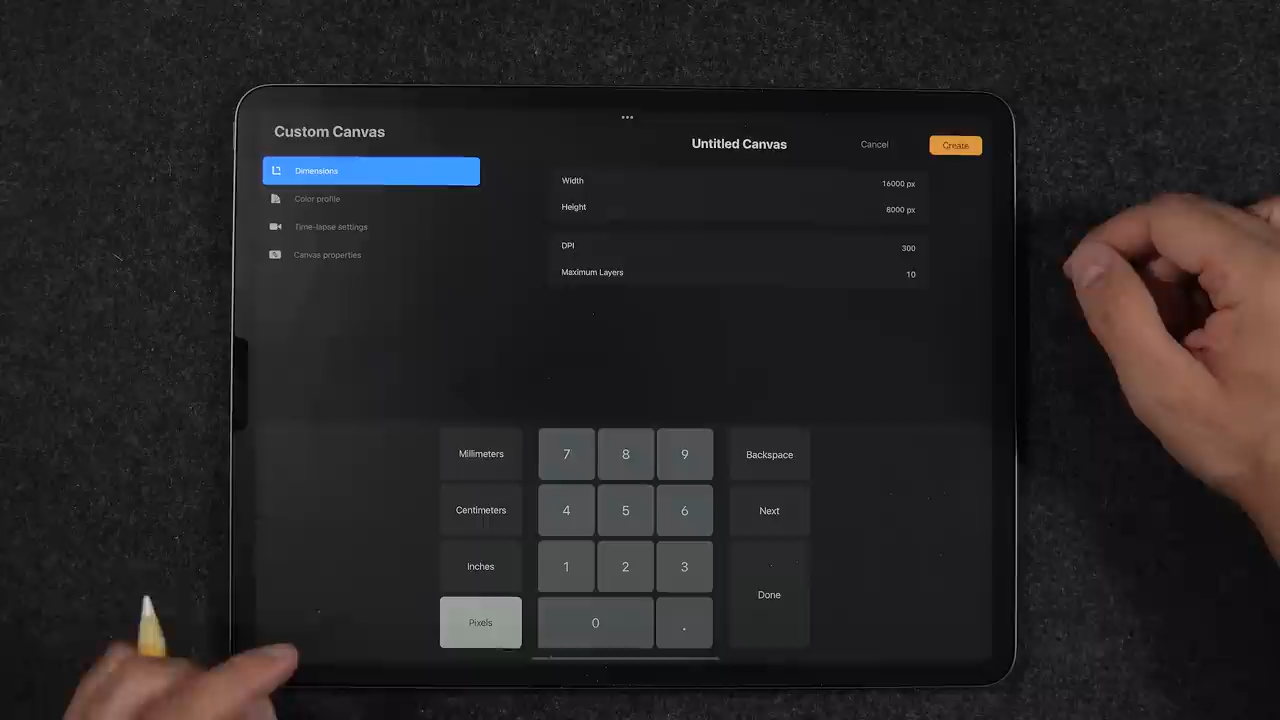 Custom Canvas
Untitled Canvas
Cancel
Create
Dimensions
Color profile
Time-lapse settings
Canvas properties
Width 16000 px
Height 8000 px
DPI 300
Maximum Layers 10
Millimeters 7 8 9 Backspace
Centimeters 4 5 6 Next
Inches 1 2 3
Done
Pixels 0 .